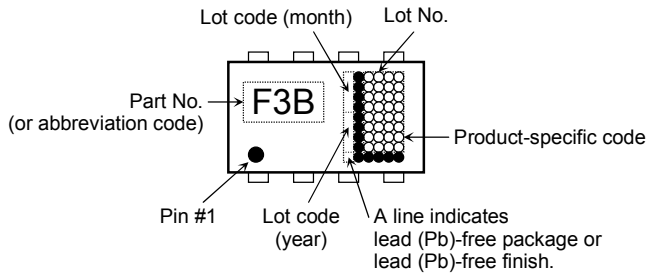 Lot code (month)
Lot No.
Part No.
(or abbreviation code)
F3B
Product-specific code
Pin #1
Lot code
(year)
A line indicates
lead (Pb)-free package or
lead (Pb)-free finish.